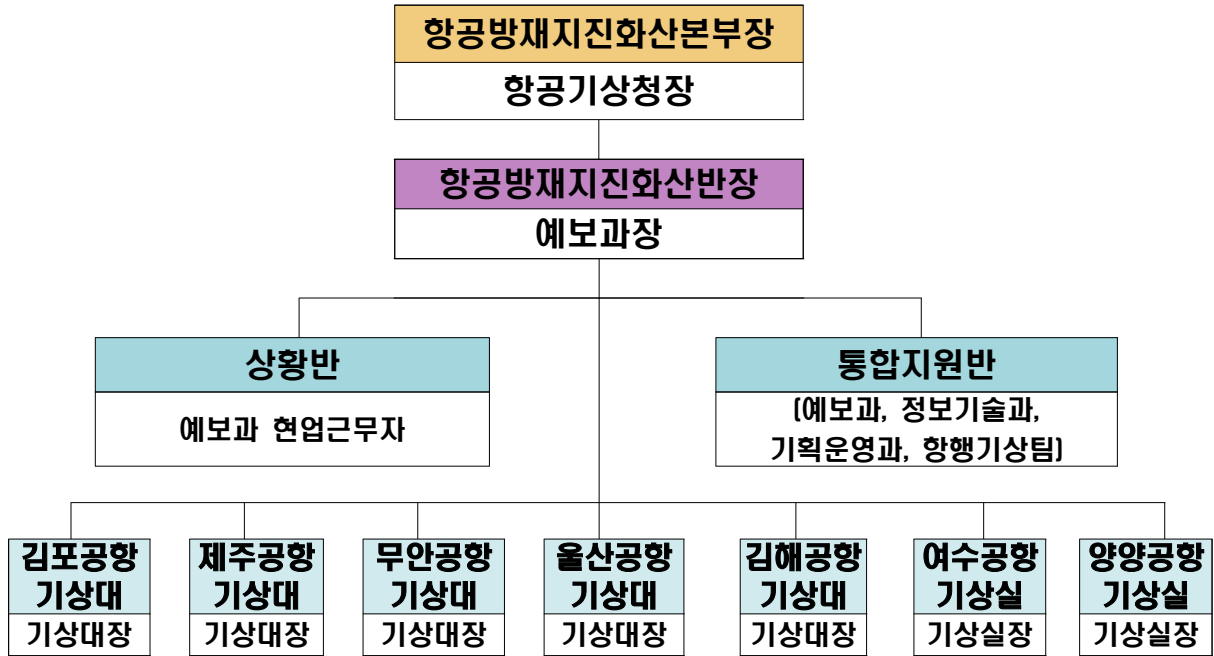 항공방재지진화산본부장
항공기상청장
항공방재지진화산반장
예보과장
상황반
예보과 현업근무자
통합지원반
(예보과, 정보기술과,
기획운영과, 항행기상팀)
김포공항
기상대
기상대장
제주공항
기상대
기상대장
무안공항
기상대
기상대장
울산공항
기상대
기상대장
김해공항
기상대
기상대장
여수공항
기상실
기상실장
양양공항
기상실
기상실장